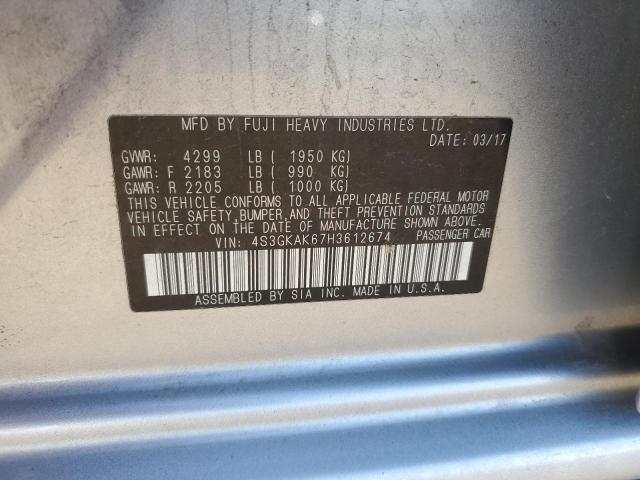 MFD BY FUJI HEAVY INDUSTRIES LTD.
DATE: 03/17
GVWR: 4299 LB ( 1950 KG)
GAWR: F 2183 LB ( 990 KG)
GAWR: R 2205 LB ( 1000 KG)
THIS VEHICLE CONFORMS TO ALL APPLICABLE FEDERAL MOTOR
VEHICLE SAFETY, BUMPER, AND THEFT PREVENTION STANDARDS
IN EFFECT ON THE DATE OF MANUFACTURE SHOWN ABOVE.
VIN: 4S3GKAK67H3612674 PASSENGER CAR
ASSEMBLED BY SIA INC. MADE IN U.S.A.